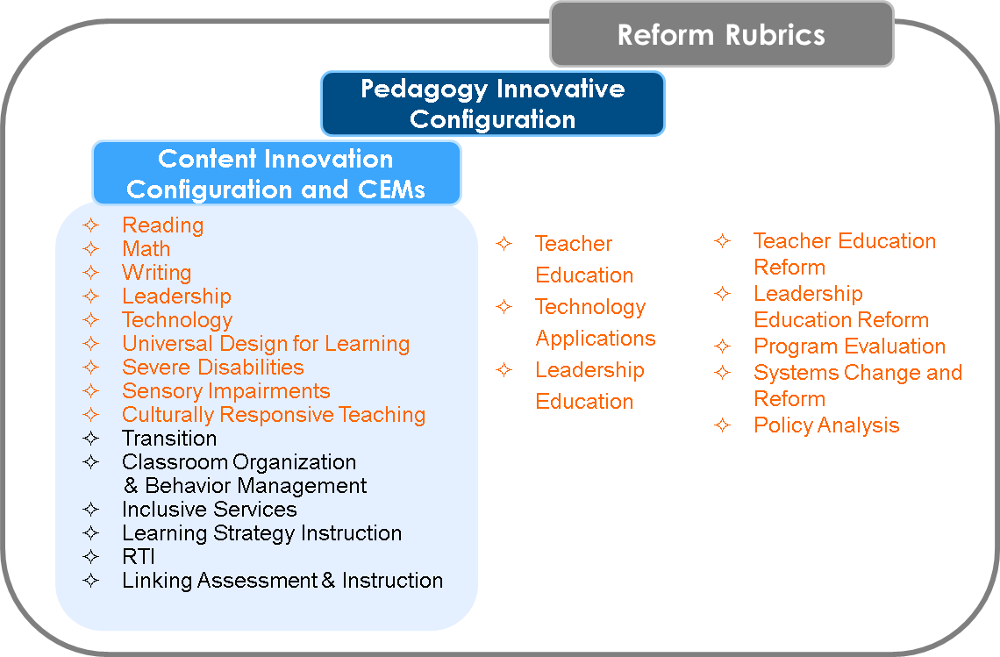 Reform Rubrics
Pedagogy Innovative
Configuration
Content Innovation
Configuration and CEMs
Reading
Math
Writing
Leadership
Technology
Universal Design for Learning
Severe Disabilities
Sensory Impairments
Culturally Responsive Teaching
Transition
Classroom Organization
& Behavior Management
Inclusive Services
Learning Strategy Instruction
RTI
Linking Assessment & Instruction
Teacher
Education
Technology
Applications
Leadership
Education
Teacher Education
Reform
Leadership
Education Reform
Program Evaluation
Systems Change and
Reform
Policy Analysis